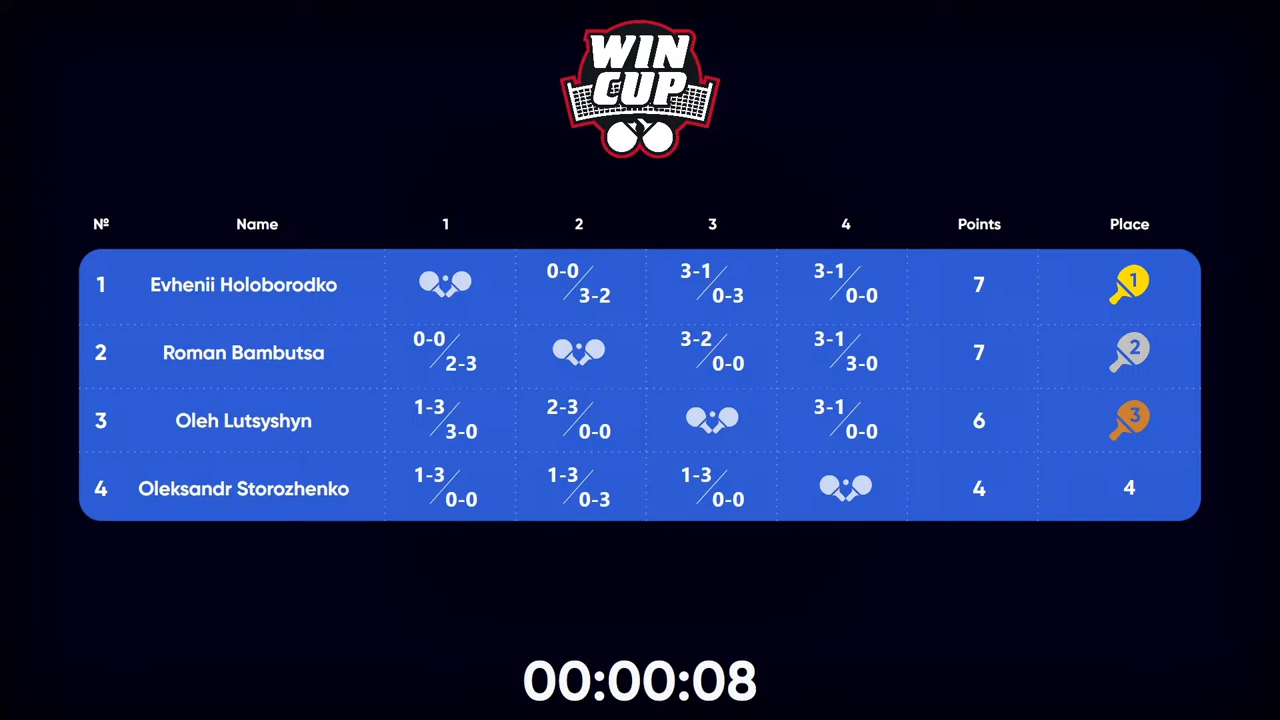 WIN
CUP
№ Name 1 2 3 4 Points Place
1 Evhenii Holoborodko 0-0/3-2 3-1/0-3 3-1/0-0 7 1
2 Roman Bambutsa 0-0/2-3 3-2/0-0 3-1/3-0 7 2
3 Oleh Lutsyshyn 1-3/3-0 2-3/0-0 3-1/0-0 6 3
4 Oleksandr Storozhenko 1-3/0-0 1-3/0-3 1-3/0-0 4 4
00:00:08